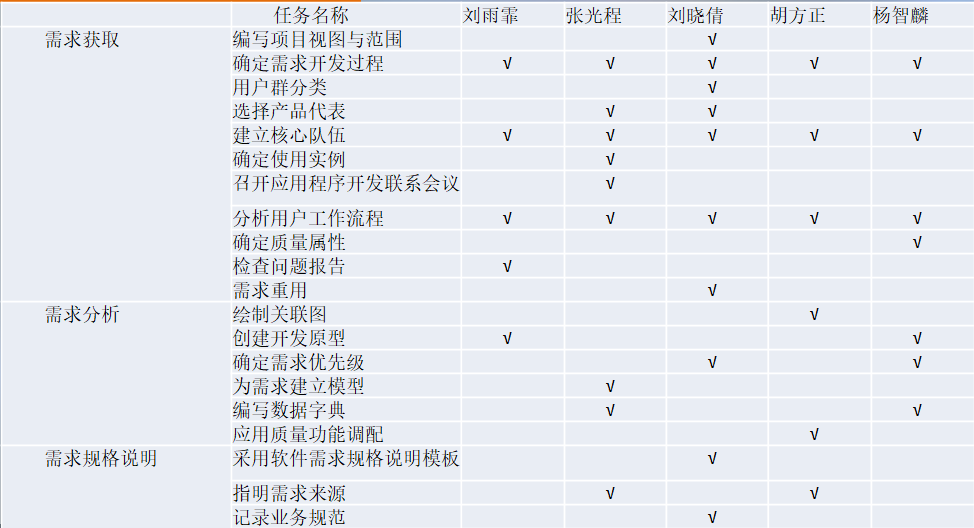 任务名称 刘雨霏 张光程 刘晓倩 胡方正 杨智麟
需求获取 编写项目视图与范围 √
确定需求开发过程 √ √ √ √ √
用户群分类 √
选择产品代表 √ √
建立核心队伍 √ √ √ √ √
确定使用实例 √
召开应用程序开发联系会议 √
分析用户工作流程 √ √ √ √ √
确定质量属性 √
检查问题报告 √
需求重用 √
需求分析 绘制关联图 √
创建开发原型 √ √
确定需求优先级 √ √
为需求建立模型 √
编写数据字典 √ √
应用质量功能调配 √
需求规格说明 采用软件需求规格说明模板 √
指明需求来源 √ √
记录业务规范 √